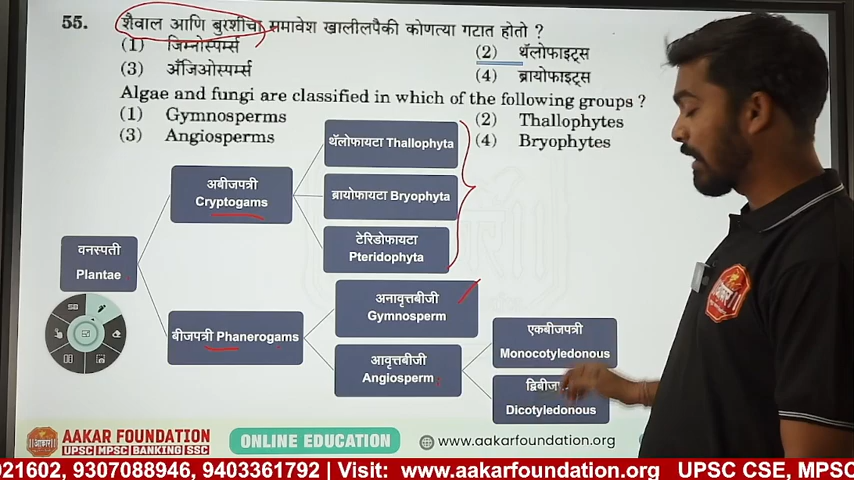 55. शैवाल आणि बुरशींचा समावेश खालीलपैकी कोणत्या गटात होतो ?
(1) जिम्नोस्पर्म्स
(2) थॅलोफाइट्स
(3) अँजिओस्पर्म्स
(4) ब्रायोफाइट्स
Algae and fungi are classified in which of the following groups ?
(1) Gymnosperms
(2) Thallophytes
(3) Angiosperms
(4) Bryophytes
थॅलोफायटा Thallophyta
अबीजपत्री
Cryptogams
ब्रायोफायटा Bryophyta
टेरिडोफायटा
Pteridophyta
वनस्पती
Plantae
अनावृत्तबीजी
Gymnosperm
बीजपत्री Phanerogams
एकबीजपत्री
Monocotyledonous
आवृत्तबीजी
Angiosperm
Dicotyledonous
आकार
AAKAR FOUNDATION
UPSC MPSC BANKING SSC
ONLINE EDUCATION
www.aakarfoundation.org
021602, 9307088946, 9403361792 | Visit: www.aakarfoundation.org UPSC CSE, MPSC